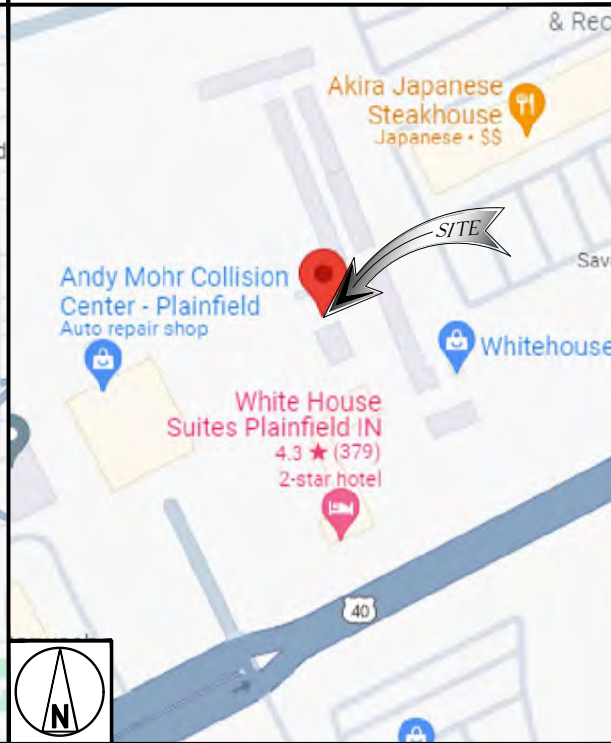 & Rec
Akira Japanese
Steakhouse
Japanese • $$
SITE
Save
Andy Mohr Collision
Center - Plainfield
Auto repair shop
Whitehouse
White House
Suites Plainfield IN
4.3 ★ (379)
2-star hotel
40
N